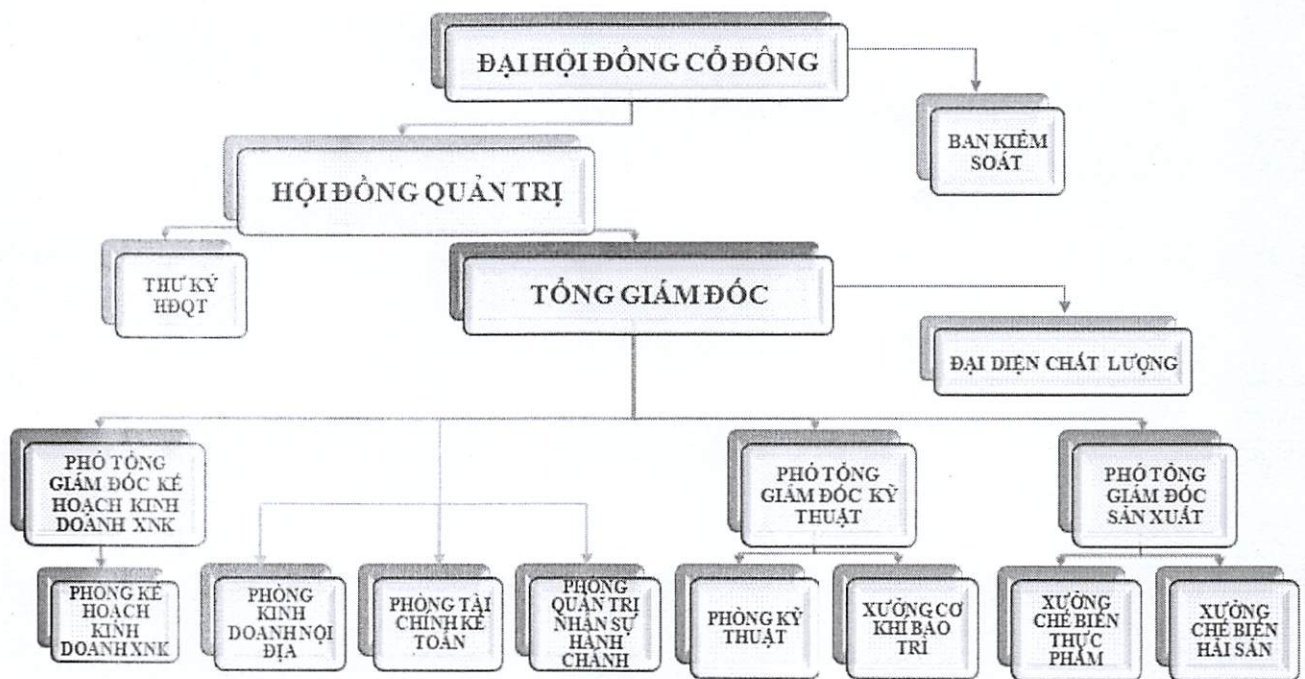 ĐẠI HỘI ĐỒNG CỔ ĐÔNG
BAN KIỂM
SOÁT
HỘI ĐỒNG QUẢN TRỊ
THƯ KÝ
HĐQT
TỔNG GIÁM ĐỐC
ĐẠI DIỆN CHẤT LƯỢNG
PHÓ TỔNG
GIÁM ĐỐC KẾ
HOẠCH KINH
DOANH XNK
PHÓ TỔNG
GIÁM ĐỐC KỸ
THUẬT
PHÓ TỔNG
GIÁM ĐỐC
SẢN XUẤT
PHÒNG KẾ
HOẠCH
KINH
DOANH XNK
PHÒNG
KINH
DOANH NỘI
ĐỊA
PHÒNG TÀI
CHÍNH KẾ
TOÁN
PHÒNG
QUẢN TRỊ
NHÂN SỰ
HÀNH
CHÁNH
PHÒNG KỸ
THUẬT
XƯỞNG CƠ
KHÍ BẢO
TRÌ
XƯỞNG
CHẾ BIẾN
THỰC
PHẨM
XƯỞNG
CHẾ BIẾN
HẢI SẢN